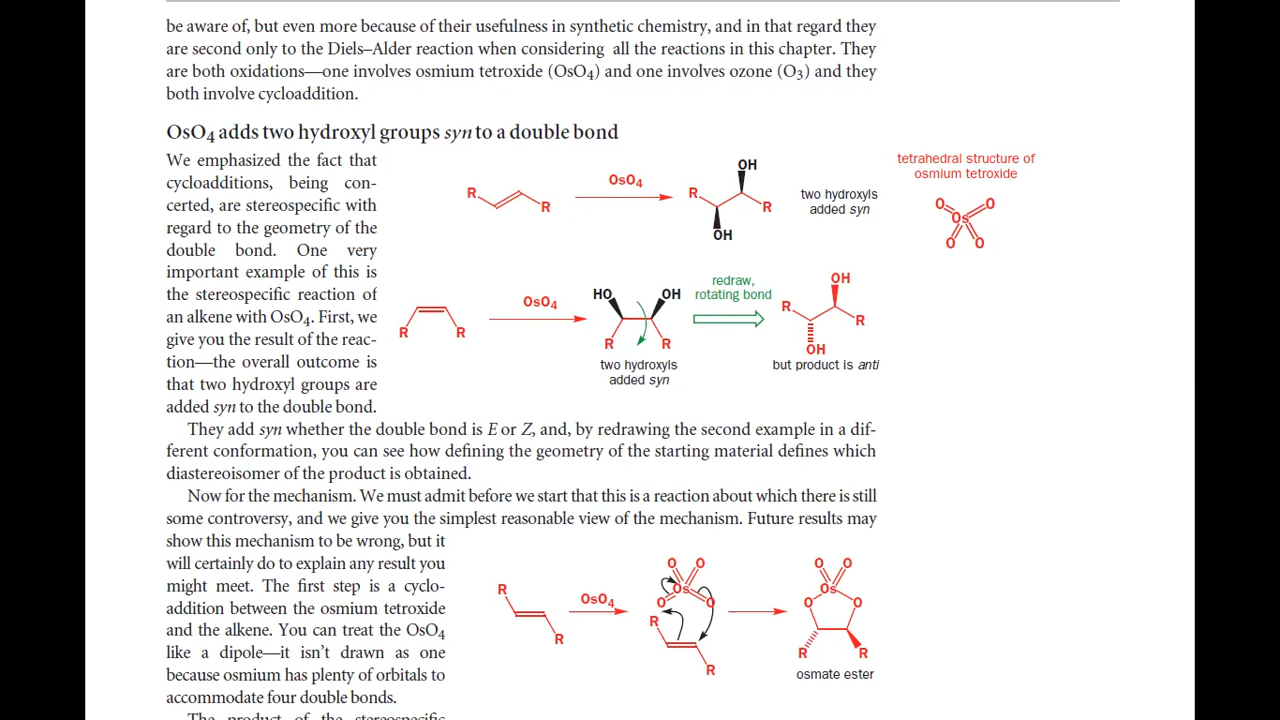 be aware of, but even more because of their usefulness in synthetic chemistry, and in that regard they
are second only to the Diels–Alder reaction when considering all the reactions in this chapter. They
are both oxidations—one involves osmium tetroxide (OsO4) and one involves ozone (O3) and they
both involve cycloaddition.
OsO4 adds two hydroxyl groups syn to a double bond
We emphasized the fact that
cycloadditions, being con-
certed, are stereospecific with
regard to the geometry of the
double bond. One very
important example of this is
the stereospecific reaction of
an alkene with OsO4. First, we
give you the result of the reac-
tion—the overall outcome is
that two hydroxyl groups are
added syn to the double bond.
R
R
OsO4
R
OH
OH
R
two hydroxyls
added syn
tetrahedral structure of
osmium tetroxide
O O
Os
O O
R R
OsO4
HO OH
R R
two hydroxyls
added syn
redraw,
rotating bond
OH
R
R
OH
but product is anti
They add syn whether the double bond is E or Z, and, by redrawing the second example in a dif-
ferent conformation, you can see how defining the geometry of the starting material defines which
diastereoisomer of the product is obtained.
Now for the mechanism. We must admit before we start that this is a reaction about which there is still
some controversy, and we give you the simplest reasonable view of the mechanism. Future results may
show this mechanism to be wrong, but it
will certainly do to explain any result you
might meet. The first step is a cyclo-
addition between the osmium tetroxide
and the alkene. You can treat the OsO4
like a dipole—it isn't drawn as one
because osmium has plenty of orbitals to
accommodate four double bonds.
The product of the stereospecific
R
R
OsO4
O O
Os
O O
R
R
O O
Os
O O
R R
osmate ester